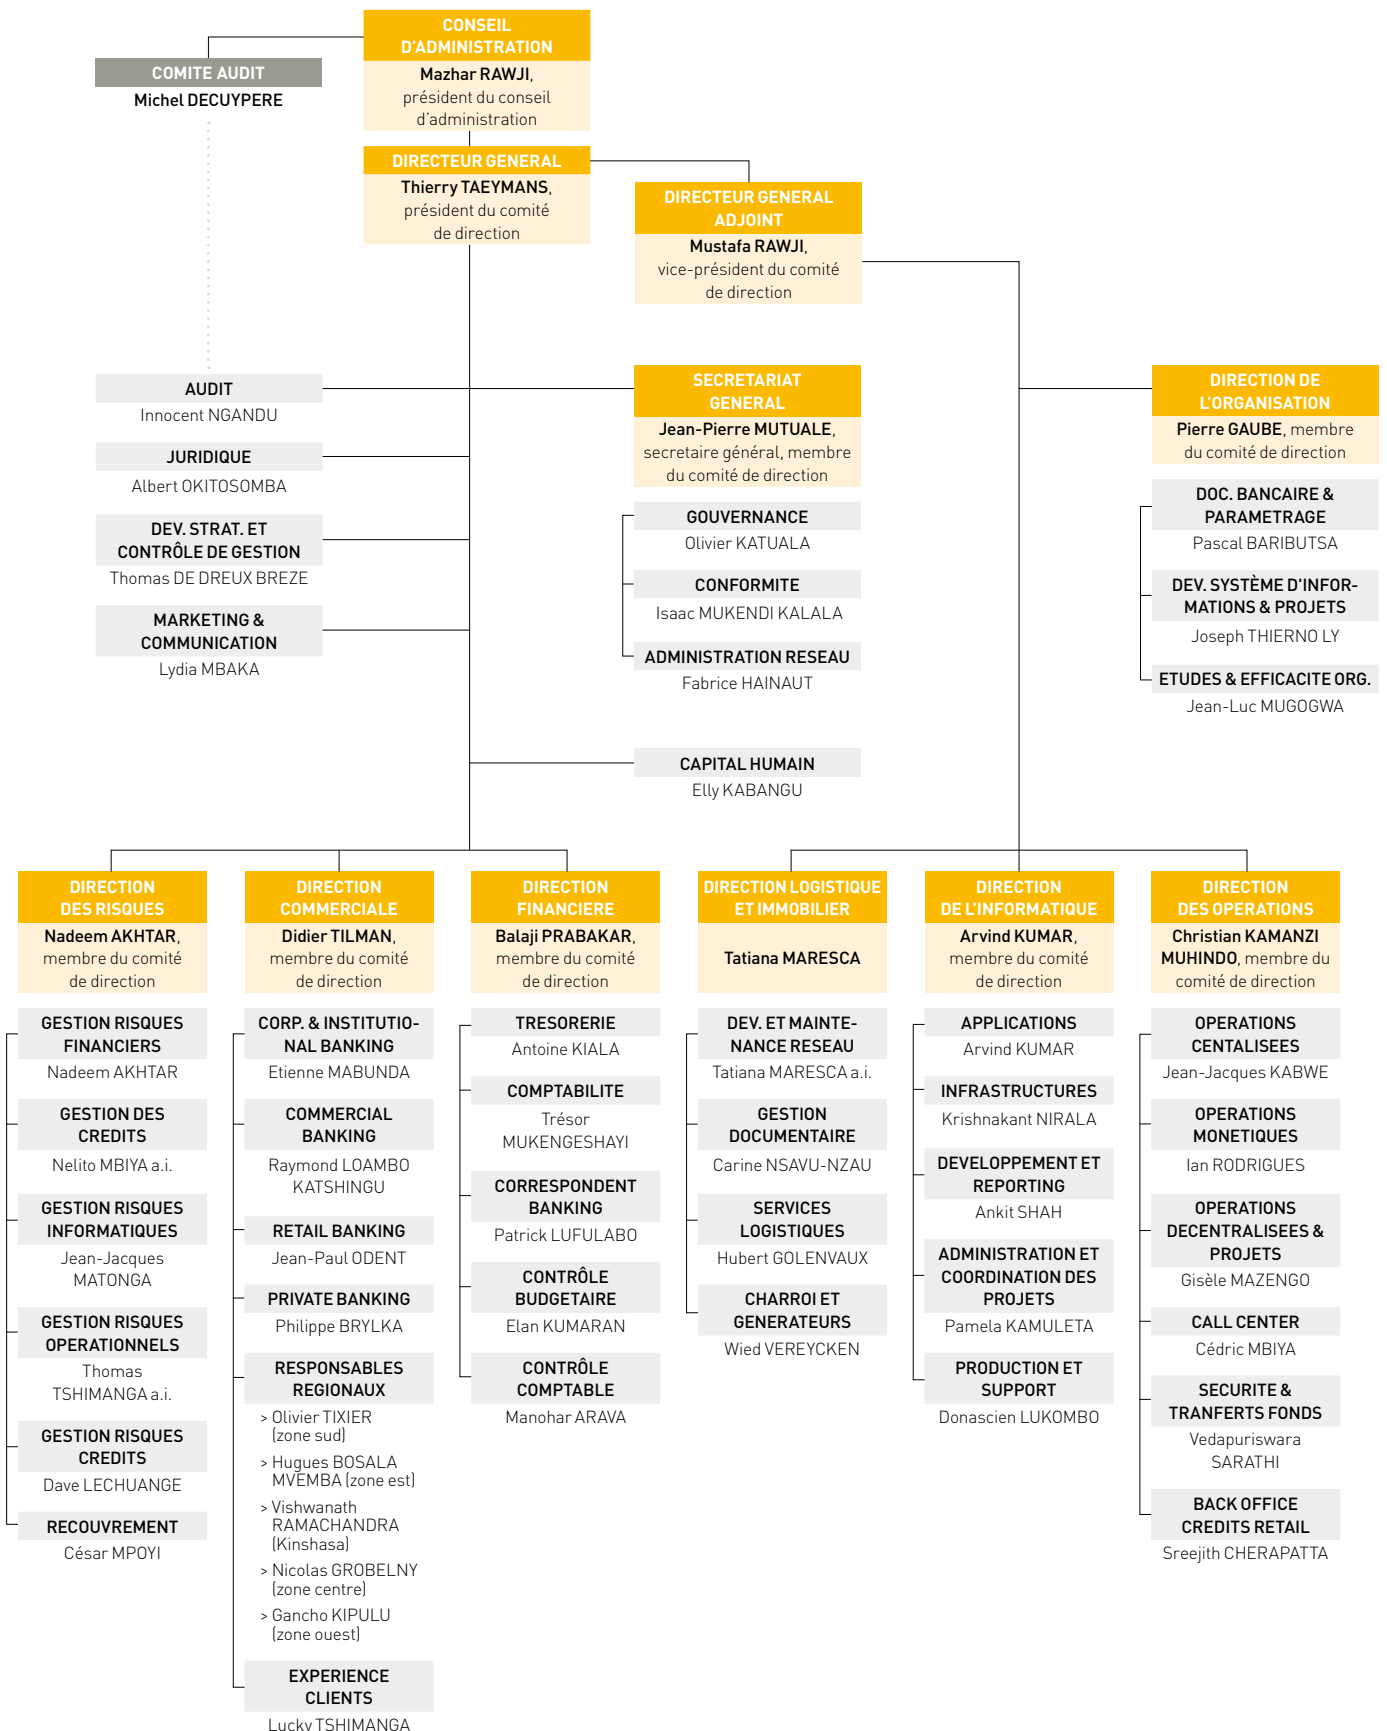 CONSEIL
D'ADMINISTRATION
Mazhar RAWJI,
président du conseil
d'administration
COMITE AUDIT
Michel DECUYPERE
DIRECTEUR GENERAL
Thierry TAEYMANS,
président du comité
de direction
DIRECTEUR GENERAL
ADJOINT
Mustafa RAWJI,
vice-président du comité
de direction
AUDIT
Innocent NGANDU
JURIDIQUE
Albert OKITOSOMBA
DEV. STRAT. ET
CONTRÔLE DE GESTION
Thomas DE DREUX BREZE
MARKETING &
COMMUNICATION
Lydia MBAKA
SECRETARIAT
GENERAL
Jean-Pierre MUTUALE,
secretaire général, membre
du comité de direction
GOUVERNANCE
Olivier KATUALA
CONFORMITE
Isaac MUKENDI KALALA
ADMINISTRATION RESEAU
Fabrice HAINAUT
CAPITAL HUMAIN
Elly KABANGU
DIRECTION DE
L'ORGANISATION
Pierre GAUBE, membre
du comité de direction
DOC. BANCAIRE &
PARAMETRAGE
Pascal BARIBUTSA
DEV. SYSTÈME D'INFOR-
MATIONS & PROJETS
Joseph THIERNO LY
ETUDES & EFFICACITE ORG.
Jean-Luc MUGOGWA
DIRECTION
DES RISQUES
Nadeem AKHTAR,
membre du comité
de direction
GESTION RISQUES
FINANCIERS
Nadeem AKHTAR
GESTION DES
CREDITS
Nelito MBIYA a.i.
GESTION RISQUES
INFORMATIQUES
Jean-Jacques
MATONGA
GESTION RISQUES
OPERATIONNELS
Thomas
TSHIMANGA a.i.
GESTION RISQUES
CREDITS
Dave LECHUANGE
RECOUVREMENT
César MPOYI
DIRECTION
COMMERCIALE
Didier TILMAN,
membre du comité
de direction
CORP. & INSTITUTIO-
NAL BANKING
Etienne MABUNDA
COMMERCIAL
BANKING
Raymond LOAMBO
KATSHINGU
RETAIL BANKING
Jean-Paul ODENT
PRIVATE BANKING
Philippe BRYLKA
RESPONSABLES
REGIONAUX
> Olivier TIXIER
(zone sud)
> Hugues BOSALA
MVEMBA (zone est)
> Vishwanath
RAMACHANDRA
(Kinshasa)
> Nicolas GROBELNY
(zone centre)
> Gancho KIPULU
(zone ouest)
EXPERIENCE
CLIENTS
Lucky TSHIMANGA
DIRECTION
FINANCIERE
Balaji PRABAKAR,
membre du comité
de direction
TRESORERIE
Antoine KIALA
COMPTABILITE
Trésor
MUKENGESHAYI
CORRESPONDENT
BANKING
Patrick LUFULABO
CONTRÔLE
BUDGETAIRE
Elan KUMARAN
CONTRÔLE
COMPTABLE
Manohar ARAVA
DIRECTION LOGISTIQUE
ET IMMOBILIER
Tatiana MARESCA
DEV. ET MAINTE-
NANCE RESEAU
Tatiana MARESCA a.i.
GESTION
DOCUMENTAIRE
Carine NSAVU-NZAU
SERVICES
LOGISTIQUES
Hubert GOLENVAUX
CHARROI ET
GENERATEURS
Wied VEREYCKEN
DIRECTION
DE L'INFORMATIQUE
Arvind KUMAR,
membre du comité
de direction
APPLICATIONS
Arvind KUMAR
INFRASTRUCTURES
Krishnakant NIRALA
DEVELOPPEMENT ET
REPORTING
Ankit SHAH
ADMINISTRATION ET
COORDINATION DES
PROJETS
Pamela KAMULETA
PRODUCTION ET
SUPPORT
Donascien LUKOMBO
DIRECTION
DES OPERATIONS
Christian KAMANZI
MUHINDO, membre du
comité de direction
OPERATIONS
CENTALISEES
Jean-Jacques KABWE
OPERATIONS
MONETIQUES
Ian RODRIGUES
OPERATIONS
DECENTRALISEES &
PROJETS
Gisèle MAZENGO
CALL CENTER
Cédric MBIYA
SECURITE &
TRANFERTS FONDS
Vedapuriswara
SARATHI
BACK OFFICE
CREDITS RETAIL
Sreejith CHERAPATTA